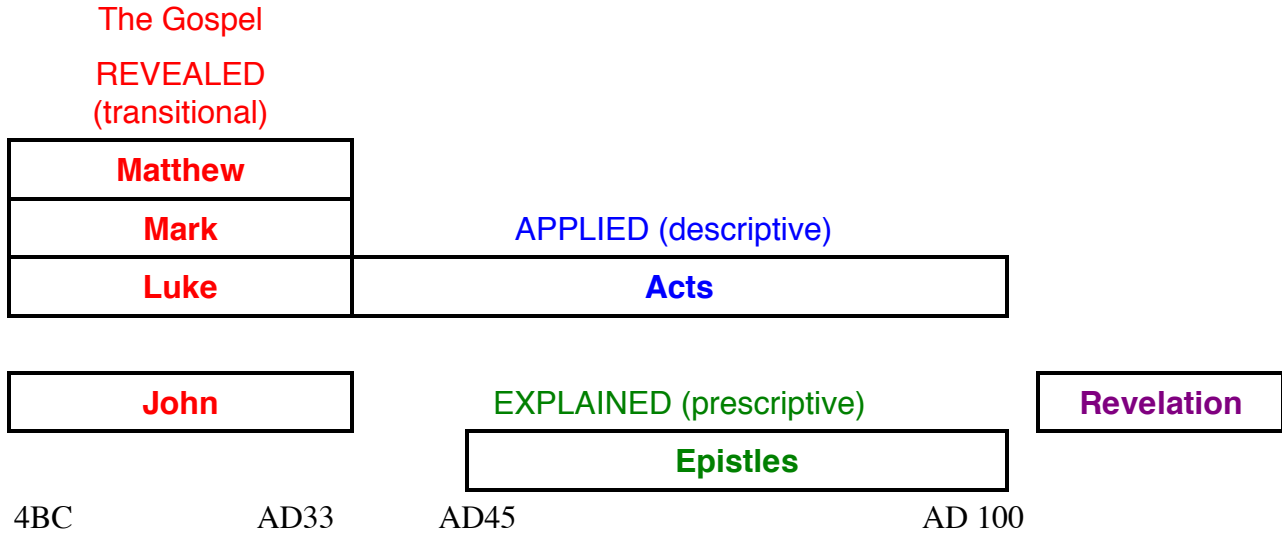 The Gospel
REVEALED
(transitional)
Matthew
Mark
APPLIED (descriptive)
Luke
Acts
John
EXPLAINED (prescriptive)
Revelation
Epistles
4BC
AD33
AD45
AD 100